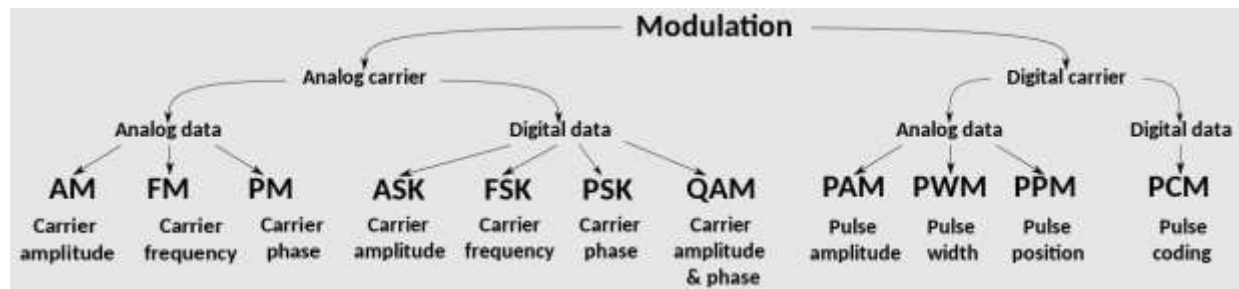 Modulation
Analog carrier
Digital carrier
Analog data
Digital data
Analog data
Digital data
AM
FM
PM
ASK
FSK
PSK
QAM
PAM
PWM
PPM
PCM
Carrier
amplitude
Carrier
frequency
Carrier
phase
Carrier
amplitude
Carrier
frequency
Carrier
phase
Carrier
amplitude
& phase
Pulse
amplitude
Pulse
width
Pulse
position
Pulse
coding